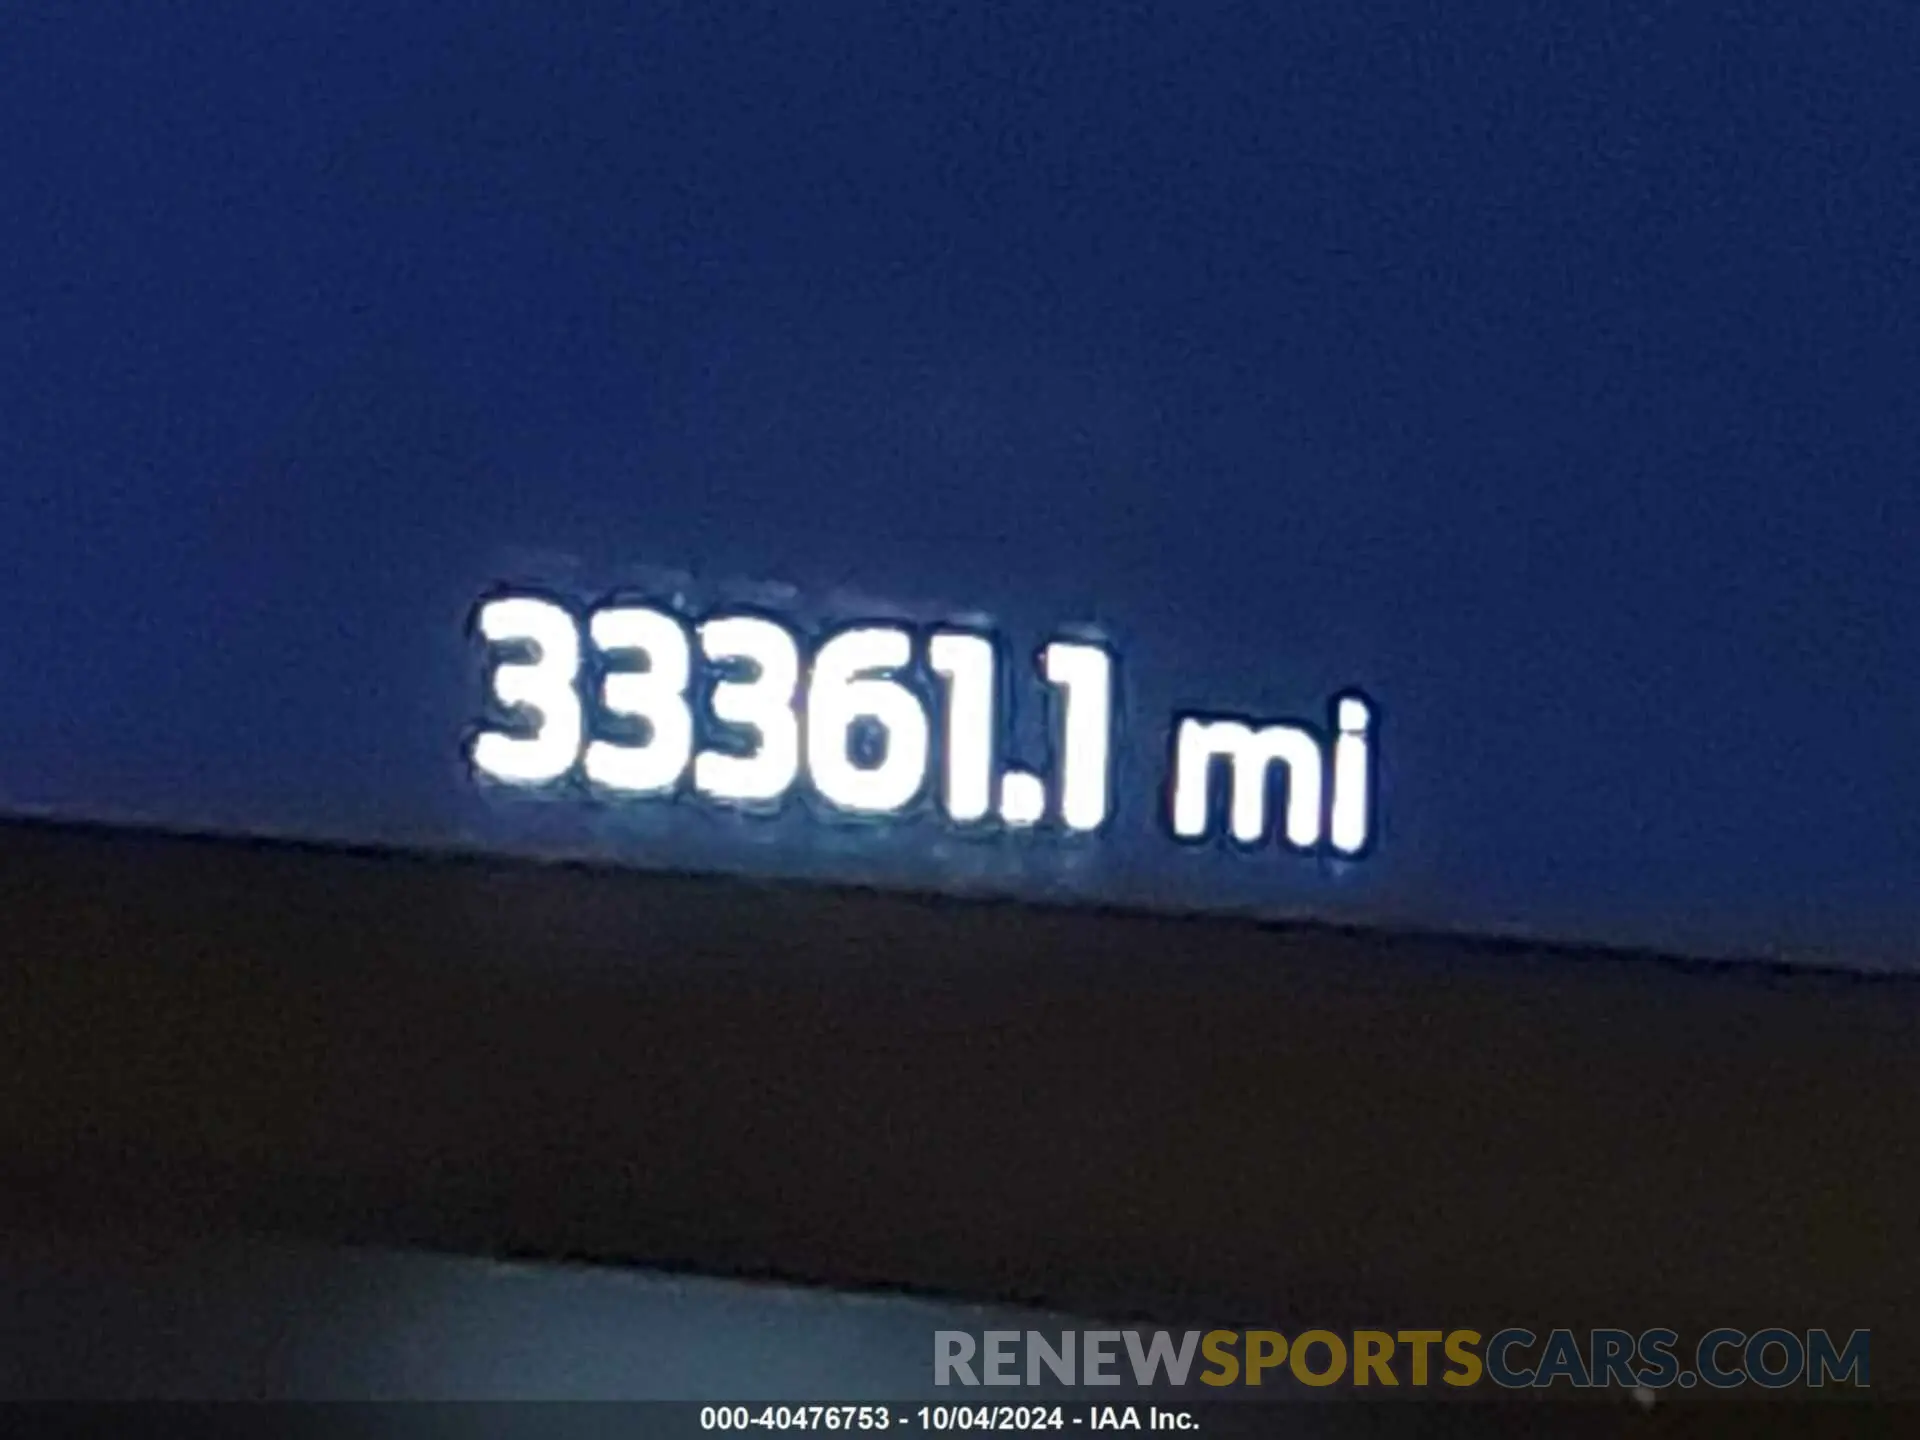 33361.1 mi
RENEWSPORTSCARS.COM
000-40476753 - 10/04/2024 - IAA Inc.